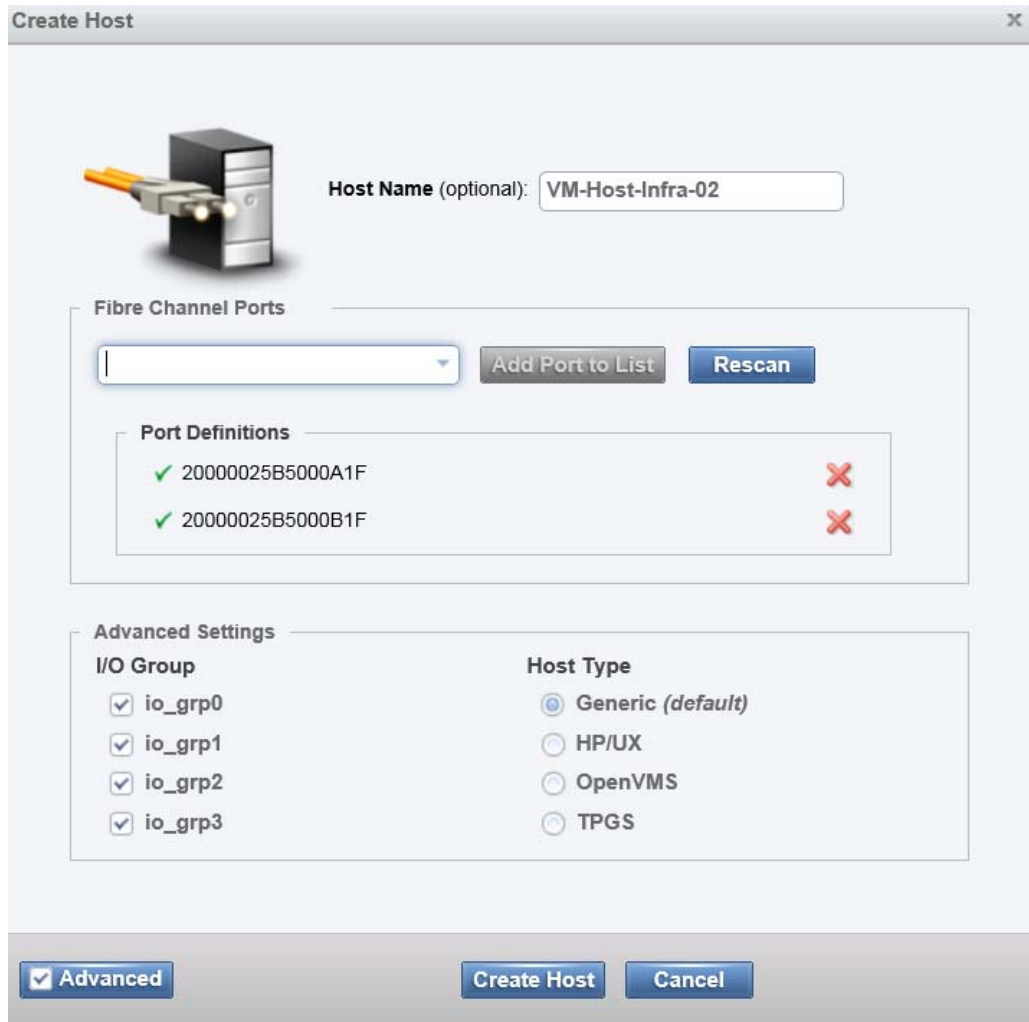 Create Host x
Host Name (optional): VM-Host-Infra-02
Fibre Channel Ports
Add Port to List Rescan
Port Definitions
20000025B5000A1F
20000025B5000B1F
Advanced Settings
I/O Group Host Type
io_grp0 Generic (default)
io_grp1 HP/UX
io_grp2 OpenVMS
io_grp3 TPGS
Advanced Create Host Cancel